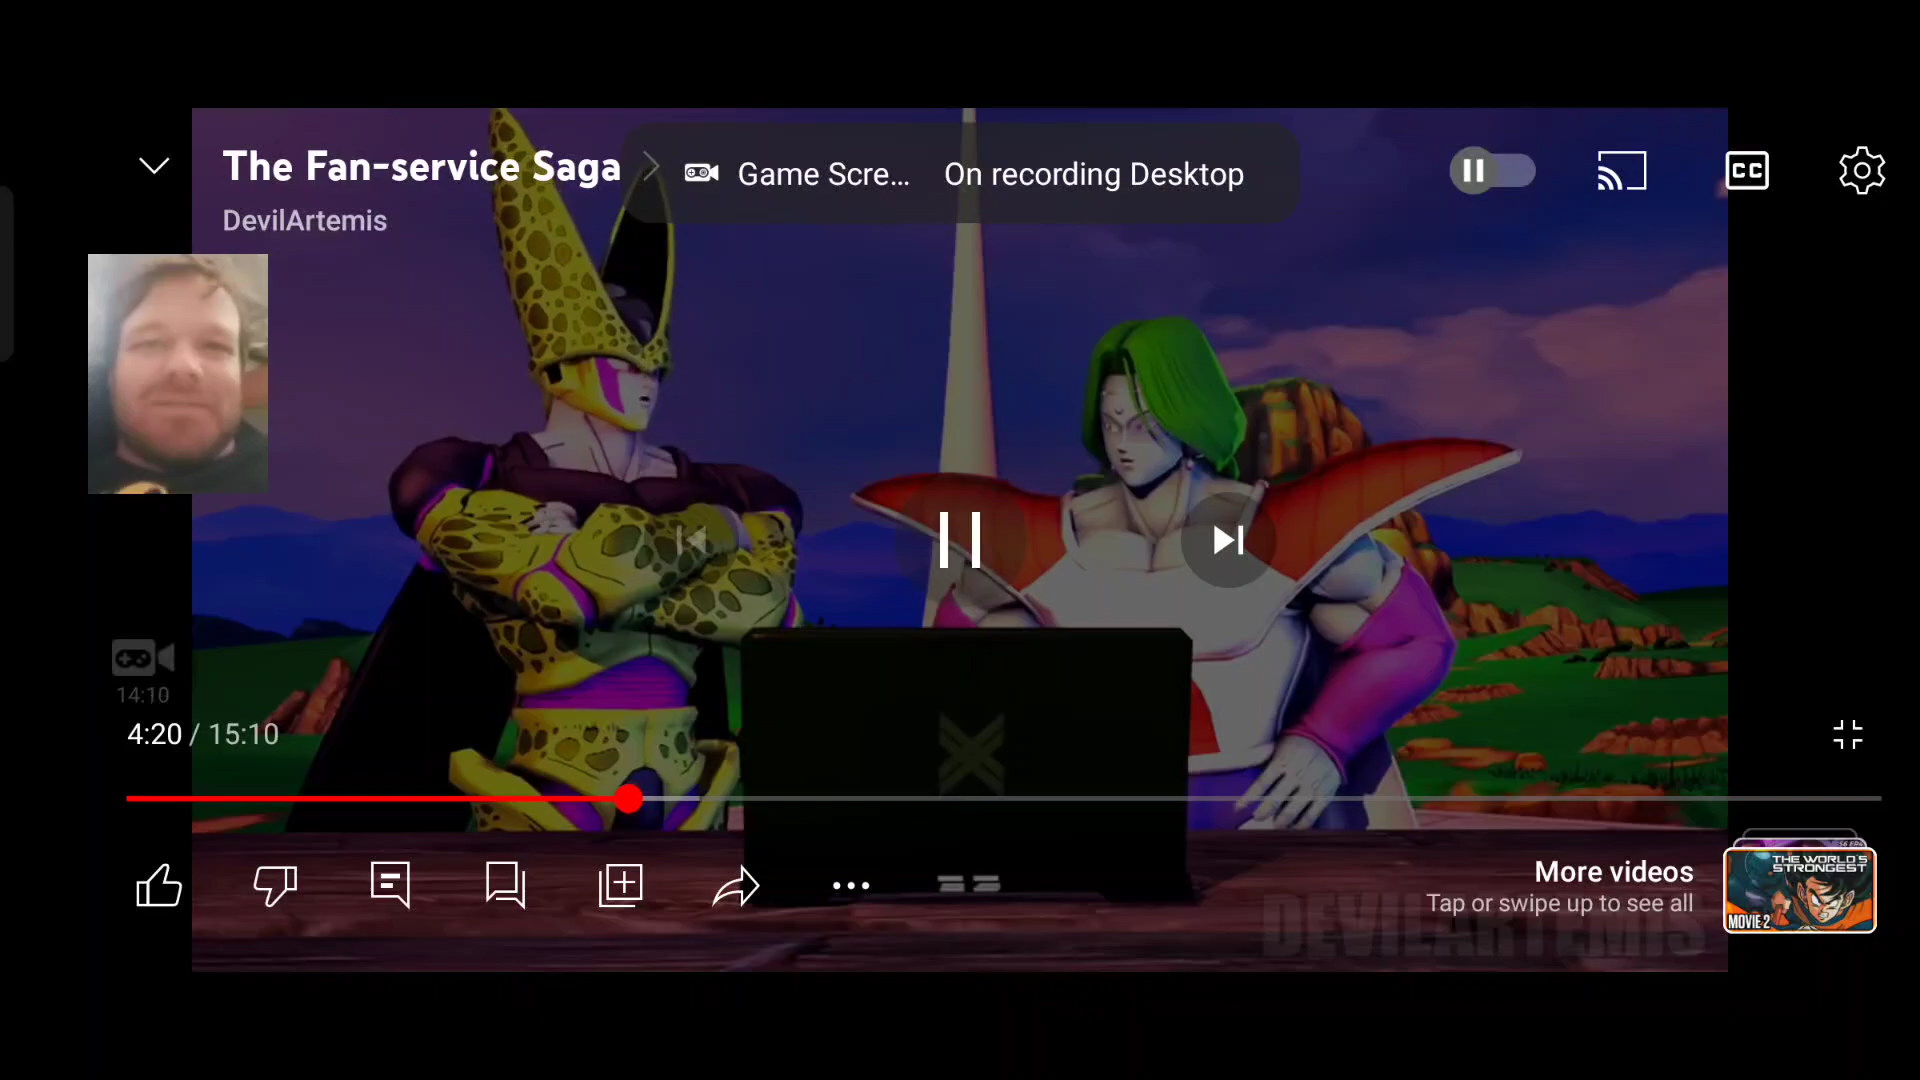 The Fan-service Saga
Game Scre... On recording Desktop
CC
DevilArtemis
14:10
4:20 / 15:10
More videos
Tap or swipe up to see all
THE WORLD'S
STRONGEST
MOVIE 2
DEVILARTEMIS